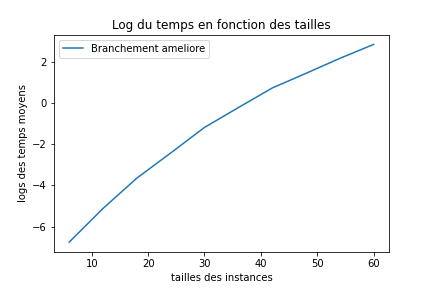 Log du temps en fonction des tailles
Branchement ameliore
2
0
−2
−4
−6
logs des temps moyens
10 20 30 40 50 60
tailles des instances